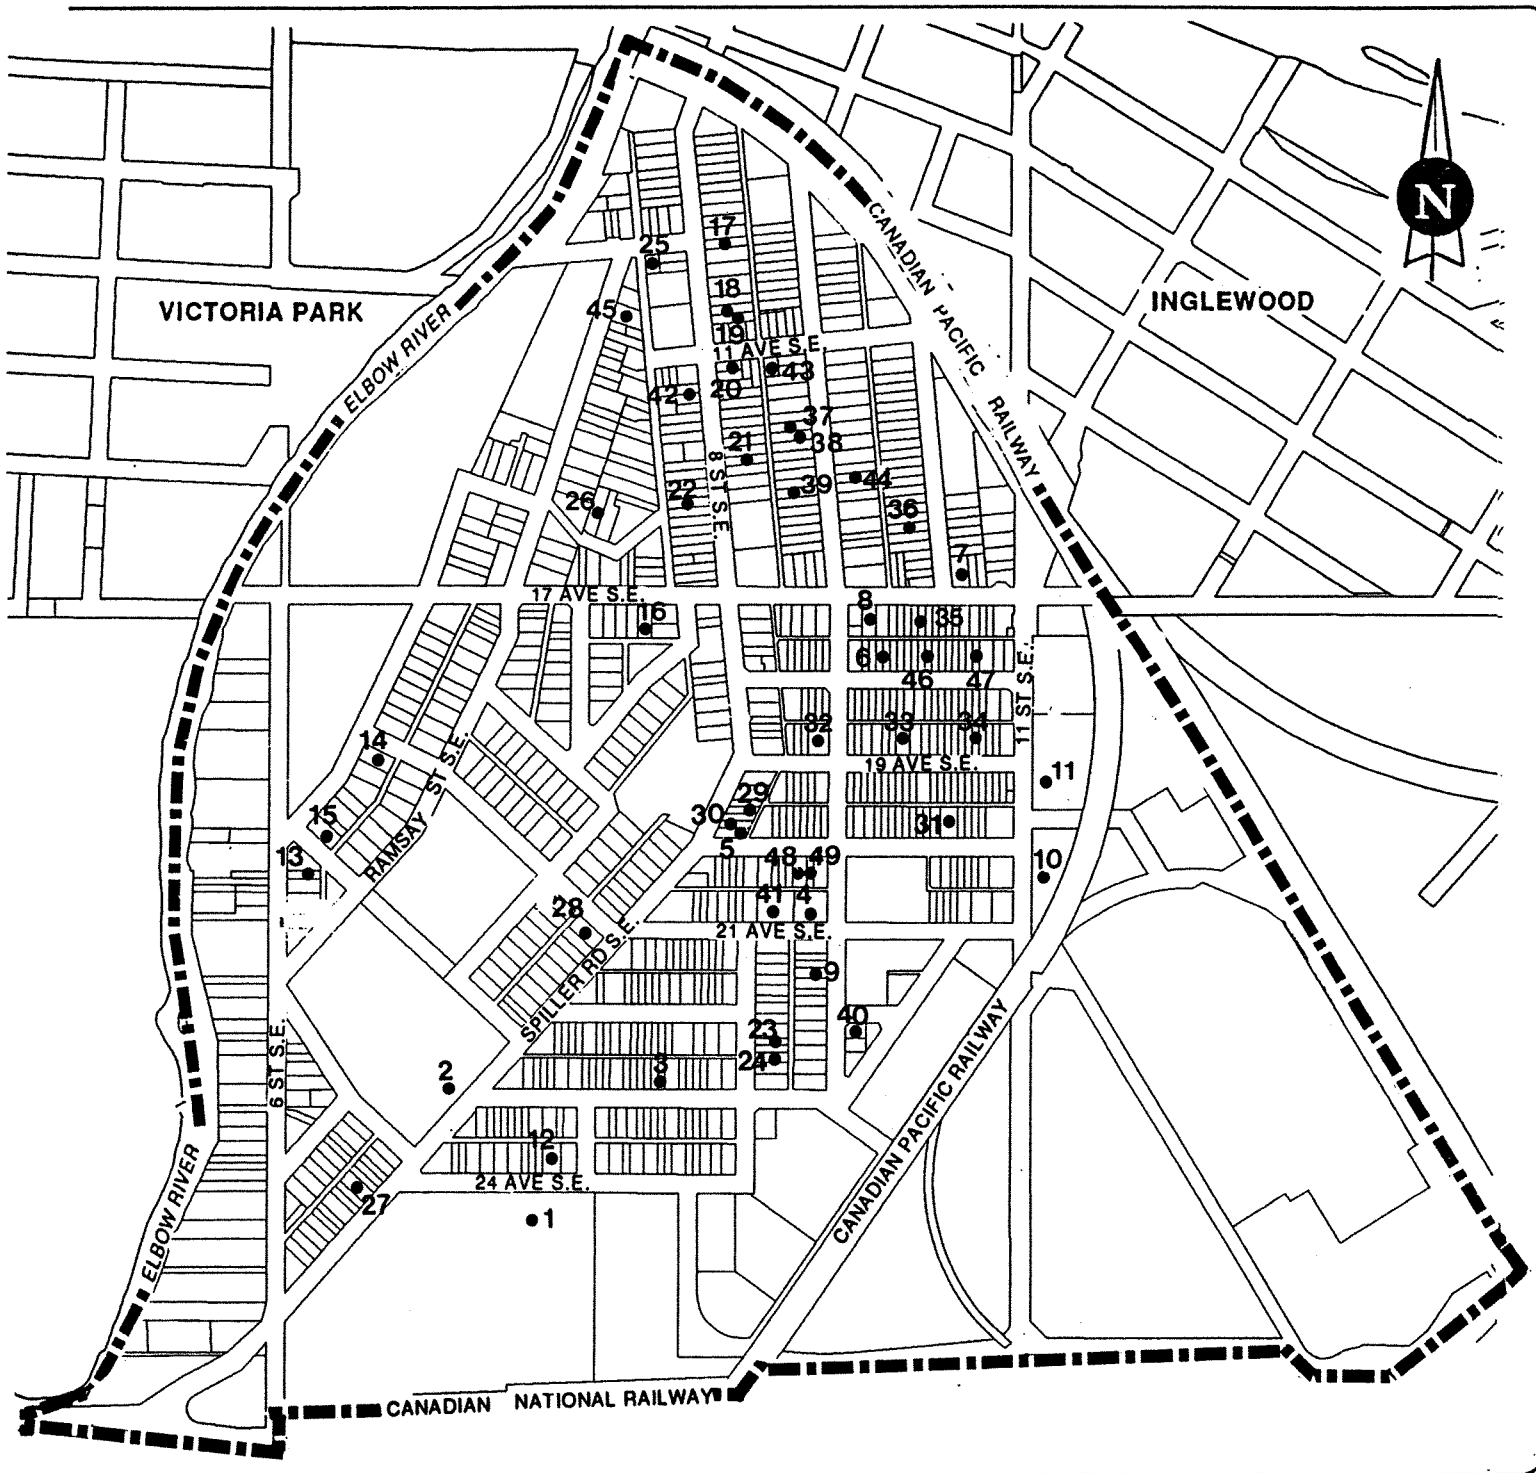 N
17
25
CANADIAN PACIFIC RAILWAY
18
VICTORIA PARK
INGLEWOOD
45
ELBOW RIVER
19
11 AVE S.E.
43
42
20
37
38
21
8 ST S.E.
44
39
22
26
36
7
17 AVE S.E.
8
16
35
6
46
47
11 ST S.E.
32
33
34
14
RAMSAY ST S.E.
19 AVE S.E.
11
29
15
30
31
5
13
48
49
10
28
41
4
21 AVE S.E.
SPILLER RD S.E.
9
40
23
6 ST S.E.
24
2
3
CANADIAN PACIFIC RAILWAY
12
24 AVE S.E.
ELBOW RIVER
27
1
CANADIAN NATIONAL RAILWAY